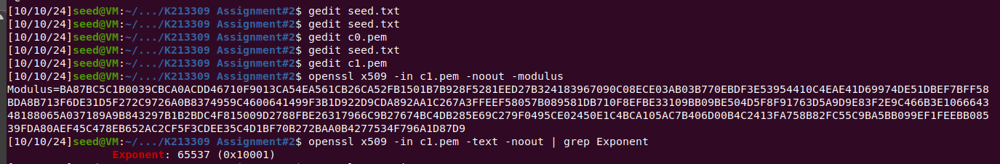 [10/10/24]seed@VM:~/.../K213309 Assignment#2$ gedit seed.txt
[10/10/24]seed@VM:~/.../K213309 Assignment#2$ gedit seed.txt
[10/10/24]seed@VM:~/.../K213309 Assignment#2$ gedit c0.pem
[10/10/24]seed@VM:~/.../K213309 Assignment#2$ gedit seed.txt
[10/10/24]seed@VM:~/.../K213309 Assignment#2$ gedit c1.pem
[10/10/24]seed@VM:~/.../K213309 Assignment#2$ openssl x509 -in c1.pem -noout -modulus
Modulus=BA87BC5C1B0039CBCA0ACDD46710F9013CA54EA561CB26CA52FB1501B7B928F5281EED27B324183967090C08ECE03AB03B770EBDF3E53954410C4EAE41D69974DE51DBEF7BFF58
BDA8B713F6DE31D5F272C9726A0B8374959C4600641499F3B1D922D9CDA892AA1C267A3FFEEF58057B089581DB710F8EFBE33109BB09BE504D5F8F91763D5A9D9E83F2E9C466B3E1066643
48188065A037189A9B843297B1B2BDC4F815009D2788FBE26317966C9B27674BC4DB285E69C279F0495CE02450E1C4BCA105AC7B406D00B4C2413FA758B82FC55C9BA5BB099EF1FEEBB085
39FDA80AEF45C478EB652AC2CF5F3CDEE35C4D1BF70B272BAA0B4277534F796A1D87D9
[10/10/24]seed@VM:~/.../K213309 Assignment#2$ openssl x509 -in c1.pem -text -noout | grep Exponent
Exponent: 65537 (0x10001)